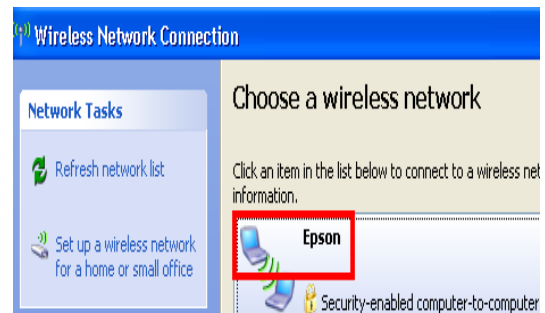 Wireless Network Connection
Network Tasks
Refresh network list
Set up a wireless network
for a home or small office
Choose a wireless network
Click an item in the list below to connect to a wireless net
information.
Epson
Security-enabled computer-to-computer